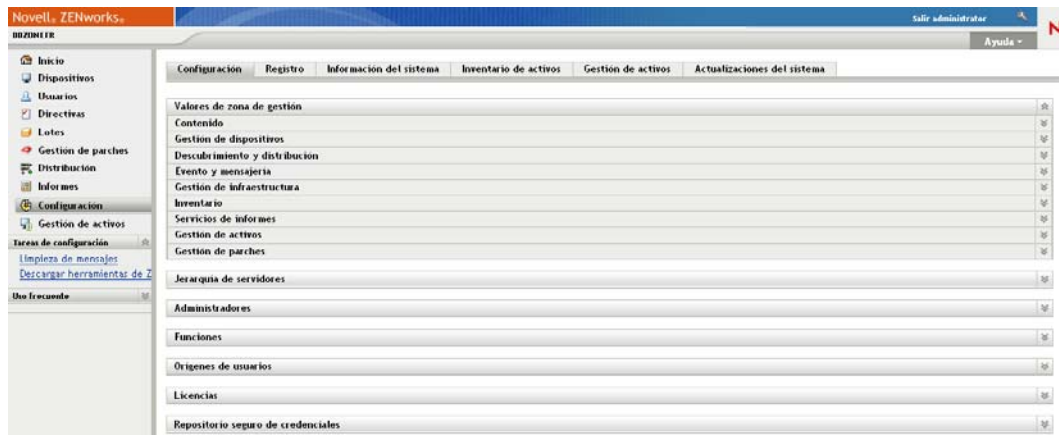 Novell® ZENworks®
Salir administrator
Ayuda
Inicio
Dispositivos
Usuarios
Directivas
Lotes
Gestión de parches
Distribución
Informes
Configuración
Gestión de activos
Tareas de configuración
Limpieza de mensajes
Descargar herramientas de Z
Uso frecuente
Configuración Registro Información del sistema Inventario de activos Gestión de activos Actualizaciones del sistema
Valores de zona de gestión
Contenido
Gestión de dispositivos
Descubrimiento y distribución
Evento y mensajería
Gestión de infraestructura
Inventario
Servicios de informes
Gestión de activos
Gestión de parches
Jerarquía de servidores
Administradores
Funciones
Orígenes de usuarios
Licencias
Repositorio seguro de credenciales